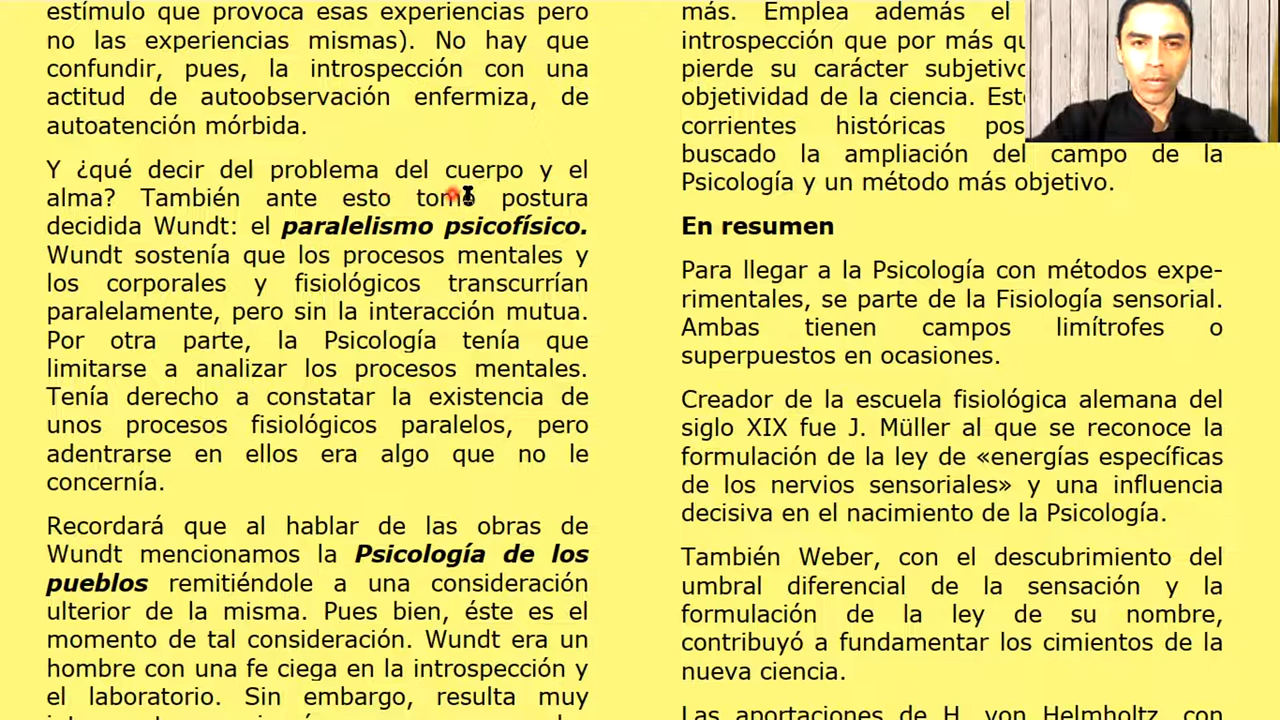 estímulo que provoca esas experiencias pero
no las experiencias mismas). No hay que
confundir, pues, la introspección con una
actitud de autoobservación enfermiza, de
autoatención mórbida.
Y ¿qué decir del problema del cuerpo y el
alma? También ante esto postura
decidida Wundt: el paralelismo psicofísico.
Wundt sostenía que los procesos mentales y
los corporales y fisiológicos transcurrían
paralelamente, pero sin la interacción mutua.
Por otra parte, la Psicología tenía que
limitarse a analizar los procesos mentales.
Tenía derecho a constatar la existencia de
unos procesos fisiológicos paralelos, pero
adentrarse en ellos era algo que no le
concernía.
Recordará que al hablar de las obras de
Wundt mencionamos la Psicología de los
pueblos remitiéndole a una consideración
ulterior de la misma. Pues bien, éste es el
momento de tal consideración. Wundt era un
hombre con una fe ciega en la introspección y
el laboratorio. Sin embargo, resulta muy
más. Emplea además el
introspección que por más
pierde su carácter
objetividad de la ciencia.
corrientes históricas
buscado la ampliación del campo de la
Psicología y un método más objetivo.
En resumen
Para llegar a la Psicología con métodos expe-
rimentales, se parte de la Fisiología sensorial.
Ambas tienen campos limítrofes o
superpuestos en ocasiones.
Creador de la escuela fisiológica alemana del
siglo XIX fue J. Müller al que se reconoce la
formulación de la ley de «energías específicas
de los nervios sensoriales» y una influencia
decisiva en el nacimiento de la Psicología.
También Weber, con el descubrimiento del
umbral diferencial de la sensación y la
formulación de la ley de su nombre,
contribuyó a fundamentar los cimientos de la
nueva ciencia.
Las aportaciones de H. von Helmholtz, con